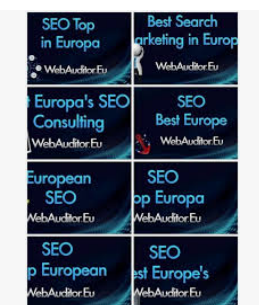 SEO Top
in Europa
WebAuditor.Eu
Best Search
arketing in Europ
WebAuditor.Eu
t Europa's SEO
Consulting
WebAuditor.Eu
SEO
Best Europe
WebAuditor.Eu
European
SEO
WebAuditor.Eu
SEO
op Europa
WebAuditor.Eu
SEO
p European
WebAuditor.Eu
SEO
est Europe's
WebAuditor.Eu